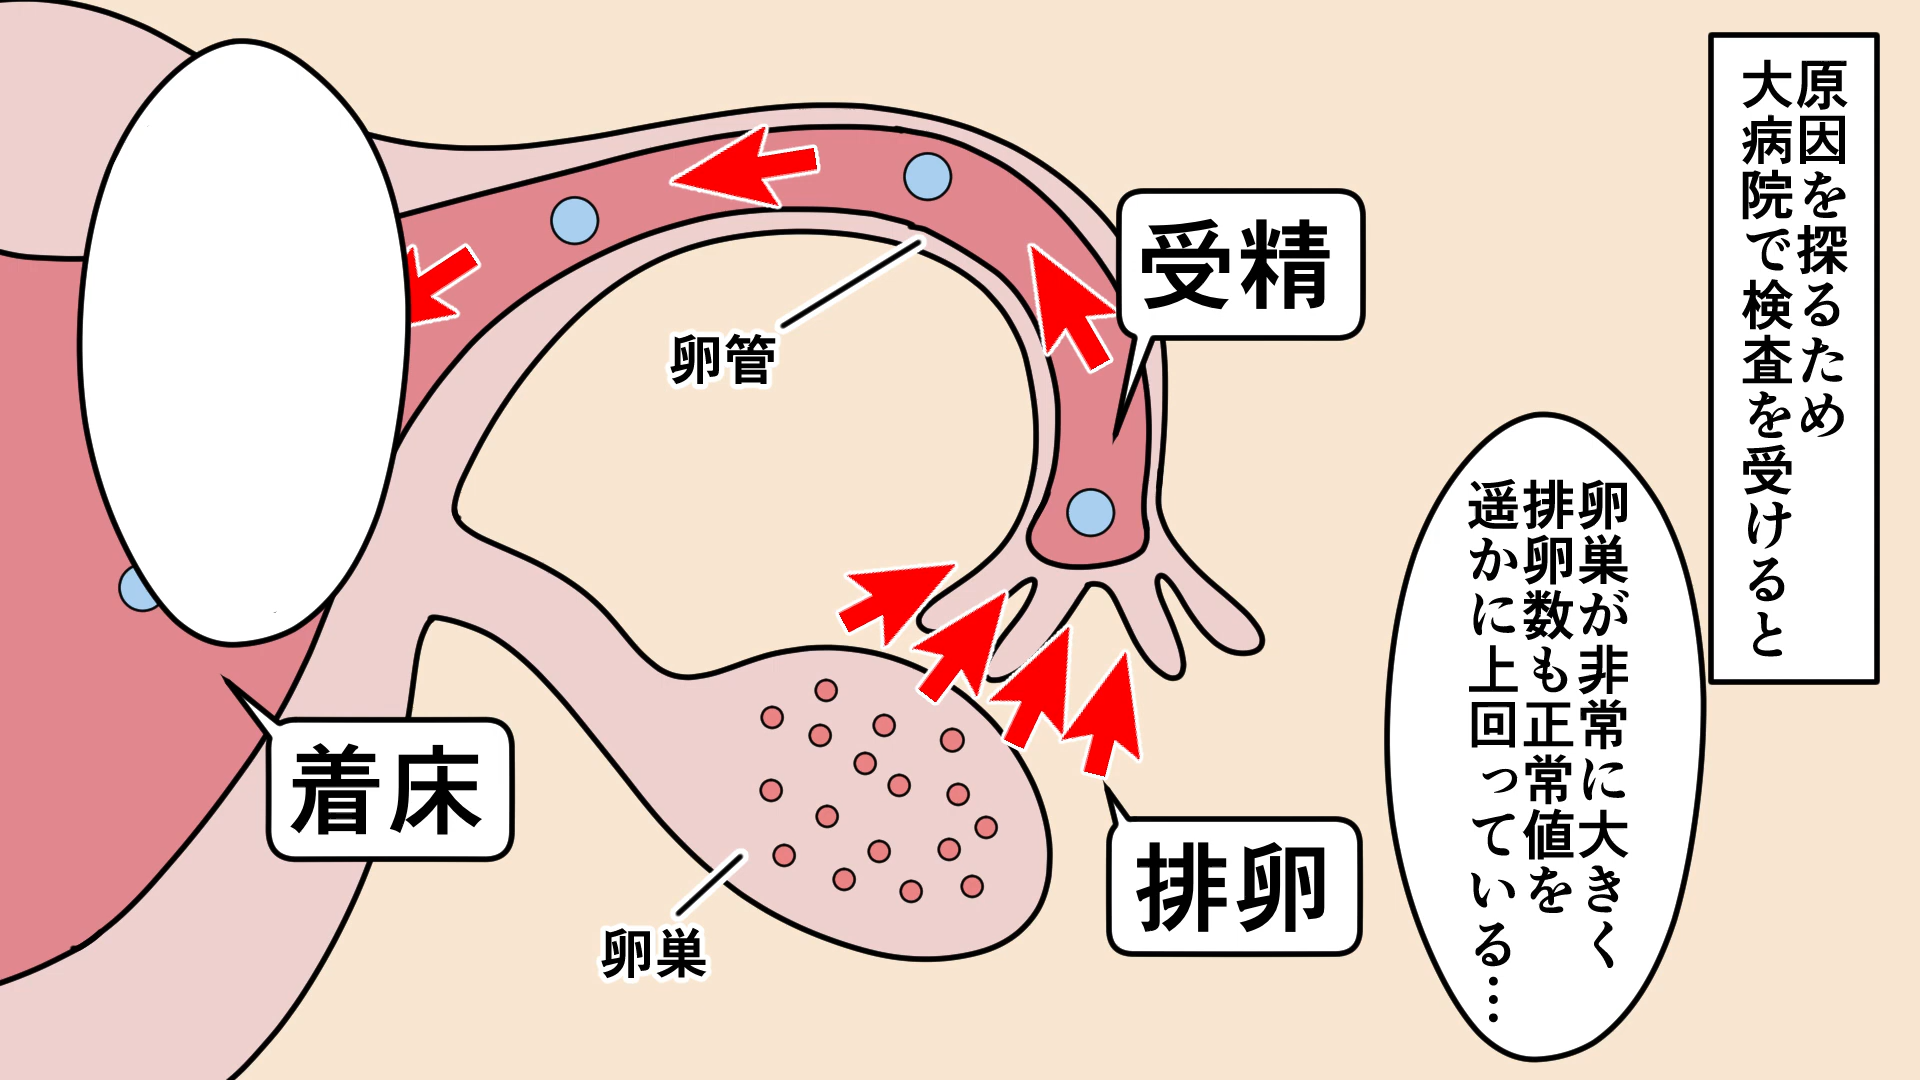 原因を探るため
大病院で検査を受けると
卵巣が非常に大きく
排卵数も正常値を
遥かに上回っている…
受精
卵管
着床
排卵
卵巣